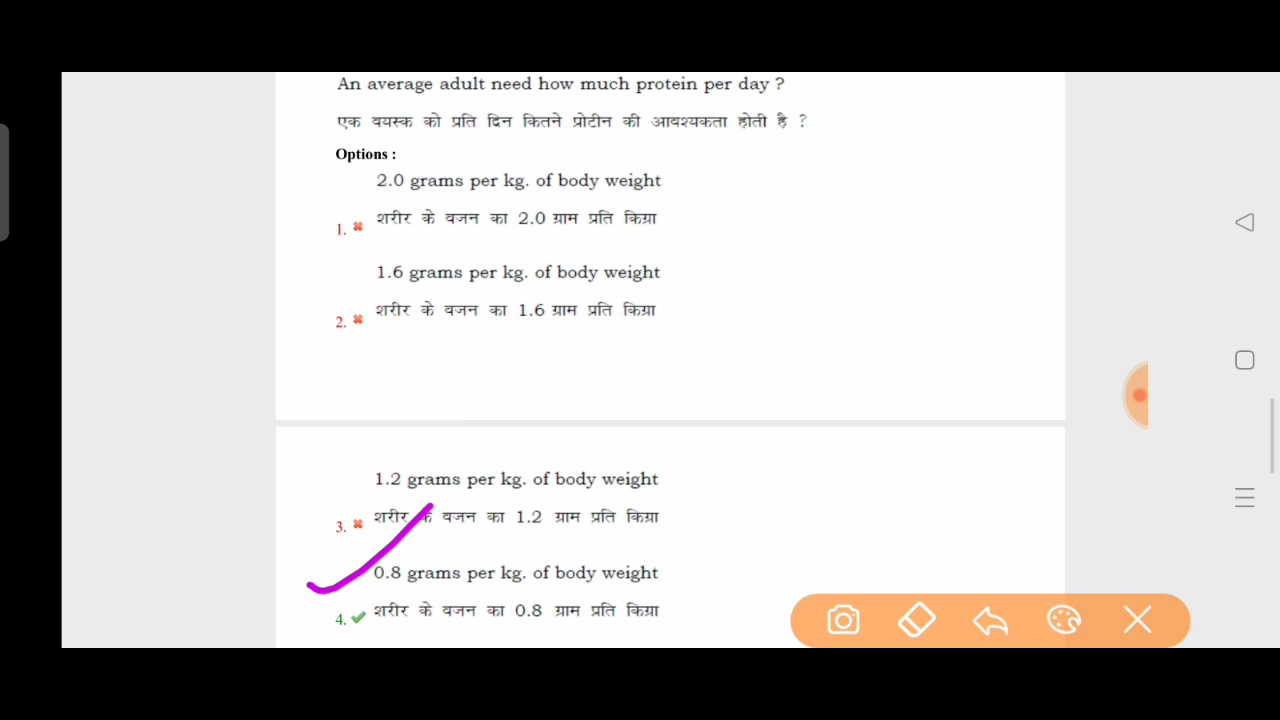 An average adult need how much protein per day ?
एक वयस्क को प्रति दिन कितने प्रोटीन की आवश्यकता होती है ?
Options :
2.0 grams per kg. of body weight
1. शरीर के वजन का 2.0 ग्राम प्रति किग्रा
1.6 grams per kg. of body weight
2. शरीर के वजन का 1.6 ग्राम प्रति किग्रा
1.2 grams per kg. of body weight
3. शरीर के वजन का 1.2 ग्राम प्रति किग्रा
0.8 grams per kg. of body weight
4. शरीर के वजन का 0.8 ग्राम प्रति किग्रा